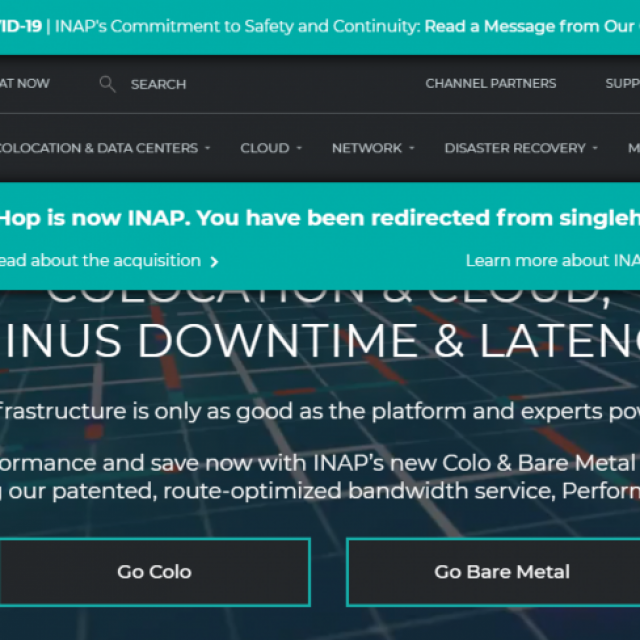 VID-19 | INAP's Commitment to Safety and Continuity: Read a Message from Our
AT NOW SEARCH CHANNEL PARTNERS SUPP
COLOCATION & DATA CENTERS CLOUD NETWORK DISASTER RECOVERY M
Hop is now INAP. You have been redirected from singleh
ead about the acquisition Learn more about INA
COLOCATION & CLOUD,
INUS DOWNTIME & LATENC
frastructure is only as good as the platform and experts pow
ormance and save now with INAP's new Colo & Bare Metal
g our patented, route-optimized bandwidth service, Perform
Go Colo Go Bare Metal